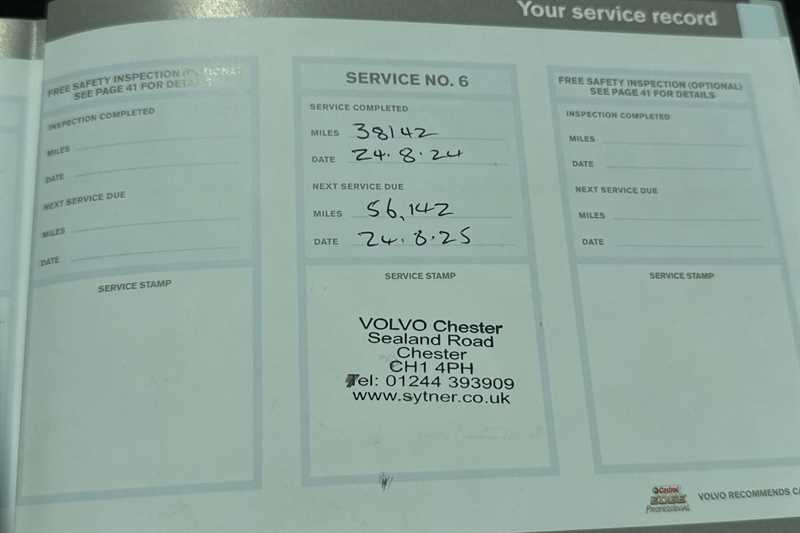 Your service record
FREE SAFETY INSPECTION (OPTIONAL)
SEE PAGE 41 FOR DETAILS
INSPECTION COMPLETED
MILES
DATE
NEXT SERVICE DUE
MILES
DATE
SERVICE STAMP
SERVICE NO. 6
SERVICE COMPLETED
MILES 38142
DATE 24.8.24
NEXT SERVICE DUE
MILES 56,142
DATE 24.8.25
SERVICE STAMP
VOLVO Chester
Sealand Road
Chester
CH1 4PH
Tel: 01244 393909
www.sytner.co.uk
FREE SAFETY INSPECTION (OPTIONAL)
SEE PAGE 41 FOR DETAILS
INSPECTION COMPLETED
MILES
DATE
NEXT SERVICE DUE
MILES
DATE
SERVICE STAMP
Castrol
EDGE
Professional
VOLVO RECOMMENDS CA